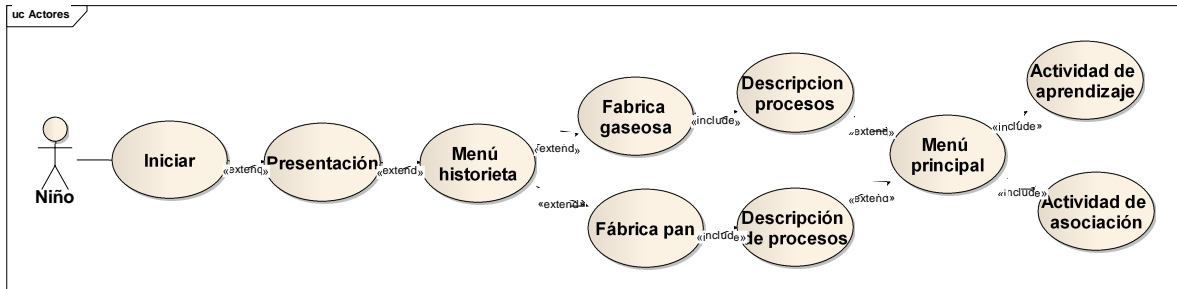 uc Actores
Niño
Iniciar
«extend»
Presentación
«extend»
Menú
historieta
«extend»
«extend»
Fabrica
gaseosa
«include»
Descripcion
procesos
«extend»
Fábrica pan
«include»
Descripción
de procesos
«extend»
Menú
principal
«include»
«include»
Actividad de
aprendizaje
Actividad de
asociación